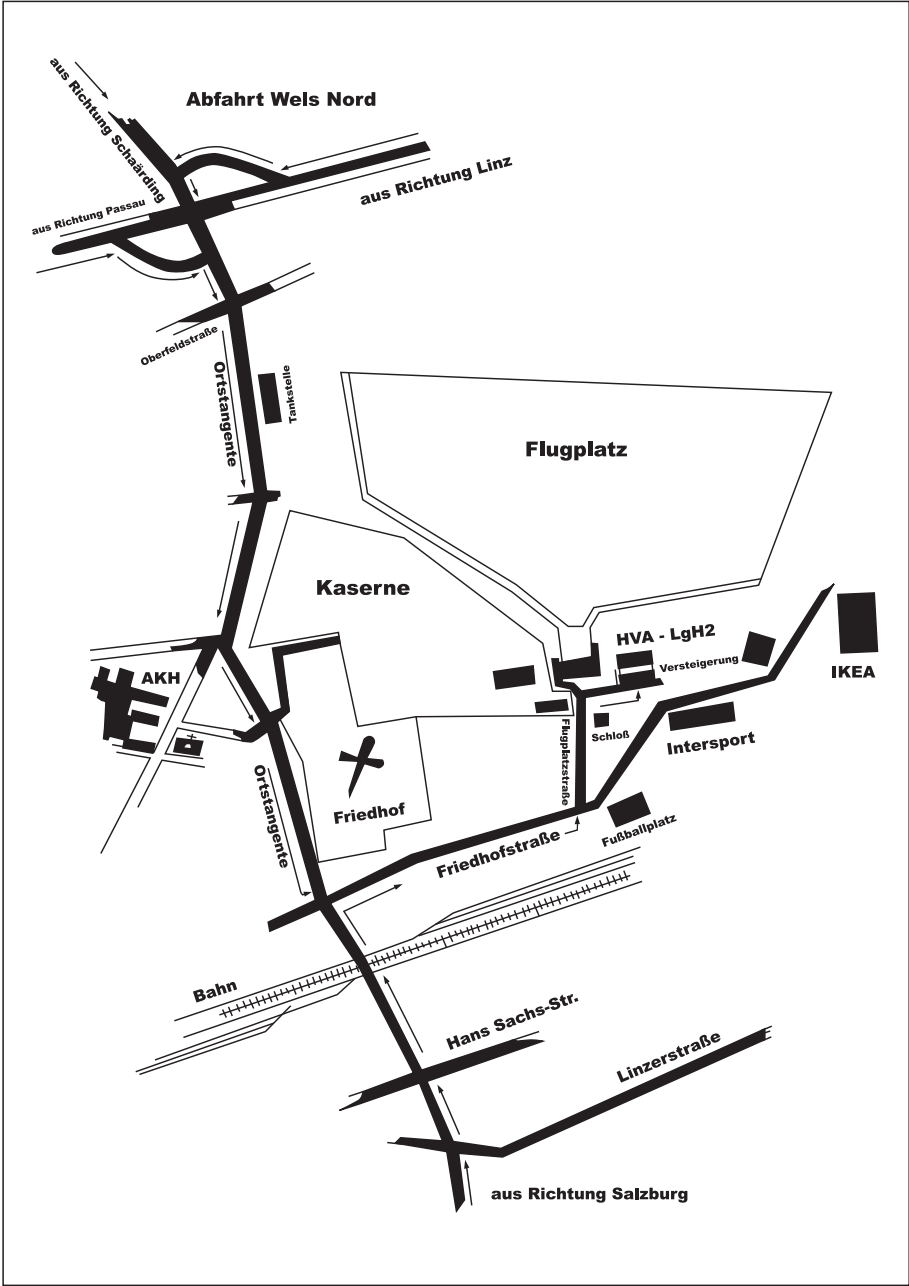 aus Richtung Schaärding
Abfahrt Wels Nord
aus Richtung Linz
aus Richtung Passau
Oberfeldstraße
Ortstangente
Tankstelle
Flugplatz
Kaserne
HVA - LgH2
Versteigerung
IKEA
AKH
Schloß
Intersport
Flugplatzstraße
Ortstangente
Friedhof
Friedhofstraße
Fußballplatz
Bahn
Hans Sachs-Str.
Linzerstraße
aus Richtung Salzburg